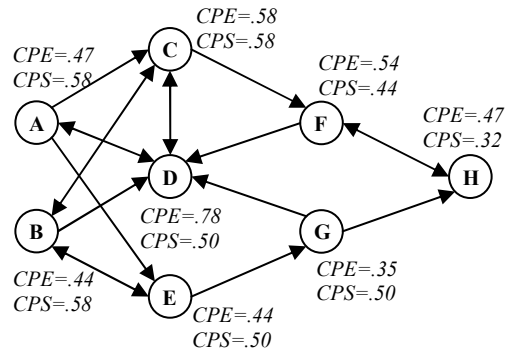 CPE=.58
CPS=.58
C
CPE=.47
CPS=.58
A
CPE=.54
CPS=.44
F
CPE=.47
CPS=.32
H
D
CPE=.78
CPS=.50
B
CPE=.44
CPS=.58
G
CPE=.35
CPS=.50
E
CPE=.44
CPS=.50